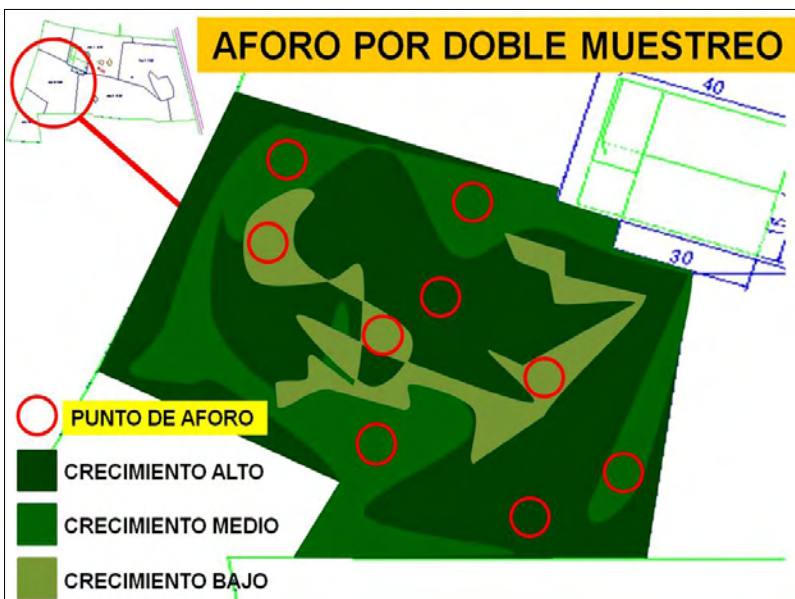 AFORO POR DOBLE MUESTREO
40
15
30
PUNTO DE AFORO
CRECIMIENTO ALTO
CRECIMIENTO MEDIO
CRECIMIENTO BAJO